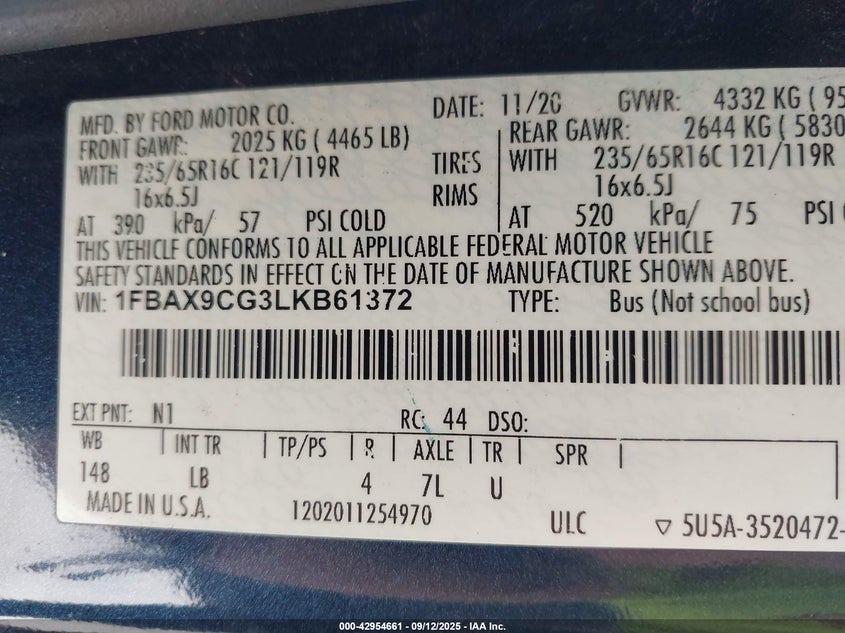 MFD. BY FORD MOTOR CO. DATE: 11/20 GVWR: 4332 KG ( 95
FRONT GAWR: 2025 KG ( 4465 LB) REAR GAWR: 2644 KG ( 5830
WITH 235/65R16C 121/119R TIRES WITH 235/65R16C 121/119R
16x6.5J RIMS 16x6.5J
AT 390 kPa/ 57 PSI COLD AT 520 kPa/ 75 PSI
THIS VEHICLE CONFORMS TO ALL APPLICABLE FEDERAL MOTOR VEHICLE
SAFETY STANDARDS IN EFFECT ON THE DATE OF MANUFACTURE SHOWN ABOVE.
VIN: 1FBAX9CG3LKB61372 TYPE: Bus (Not school bus)
EXT PNT: N1 RC: 44 DSO:
WB INT TR TP/PS R AXLE TR SPR
148 LB 4 7L U
MADE IN U.S.A. 1202011254970 ULC ▽ 5U5A-3520472-
000-42954661 - 09/12/2025 - IAA Inc.